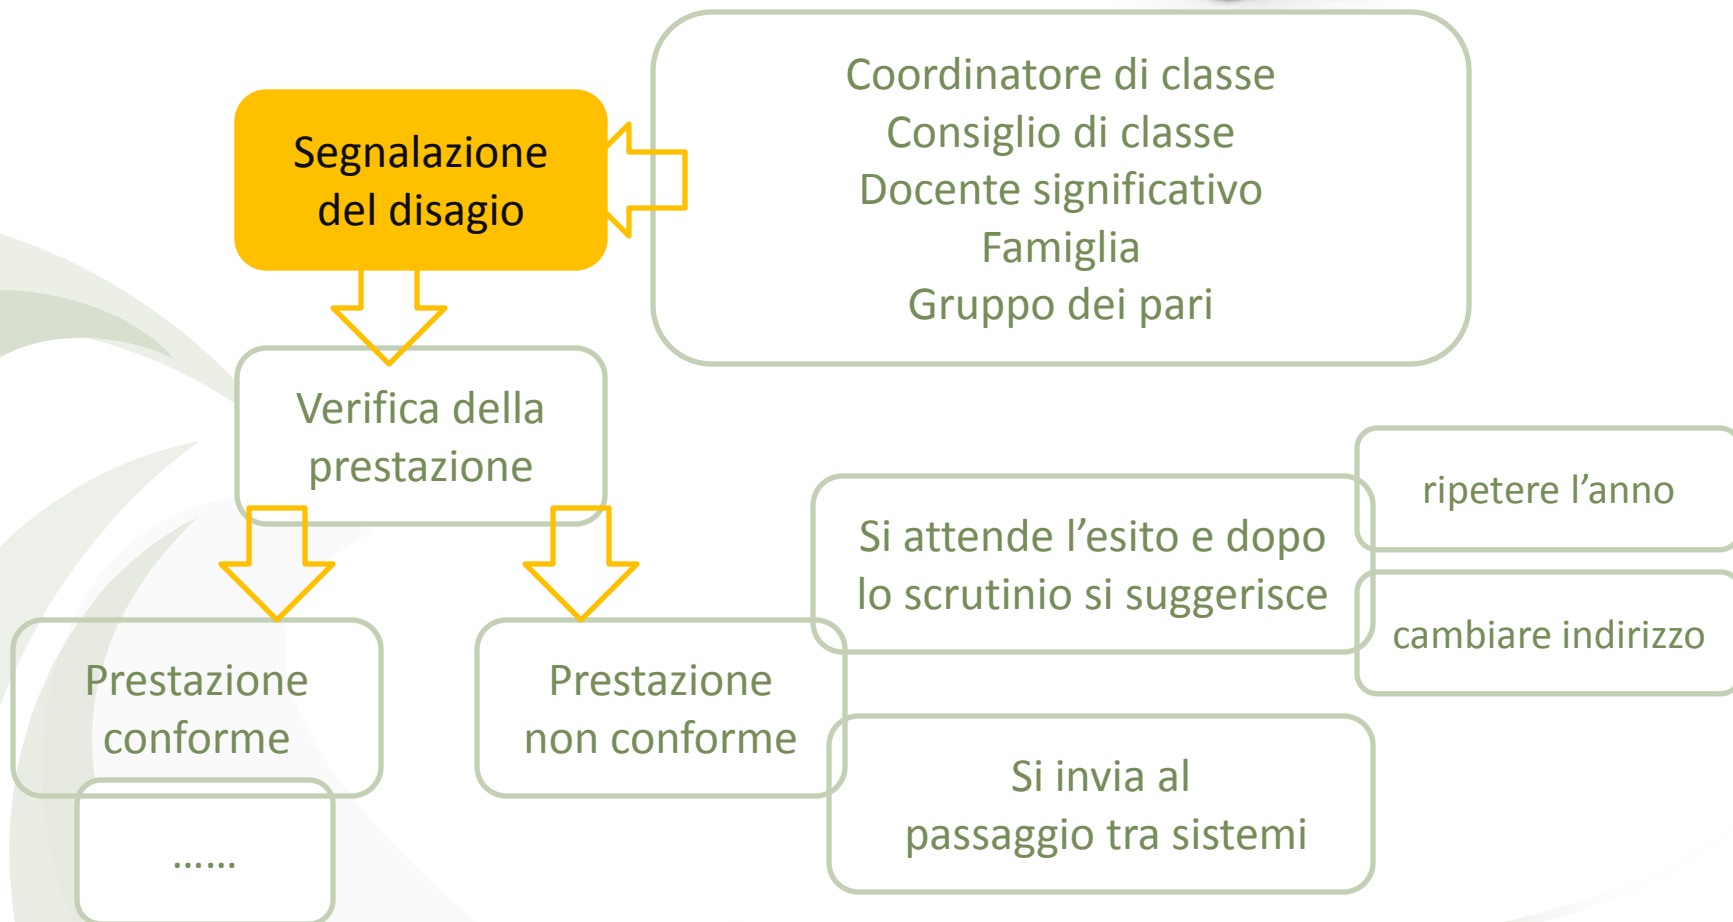 Coordinatore di classe
Consiglio di classe
Docente significativo
Famiglia
Gruppo dei pari
Segnalazione
del disagio
Verifica della
prestazione
Prestazione
conforme
......
Prestazione
non conforme
Si attende l’esito e dopo
lo scrutinio si suggerisce
ripetere l’anno
cambiare indirizzo
Si invia al
passaggio tra sistemi